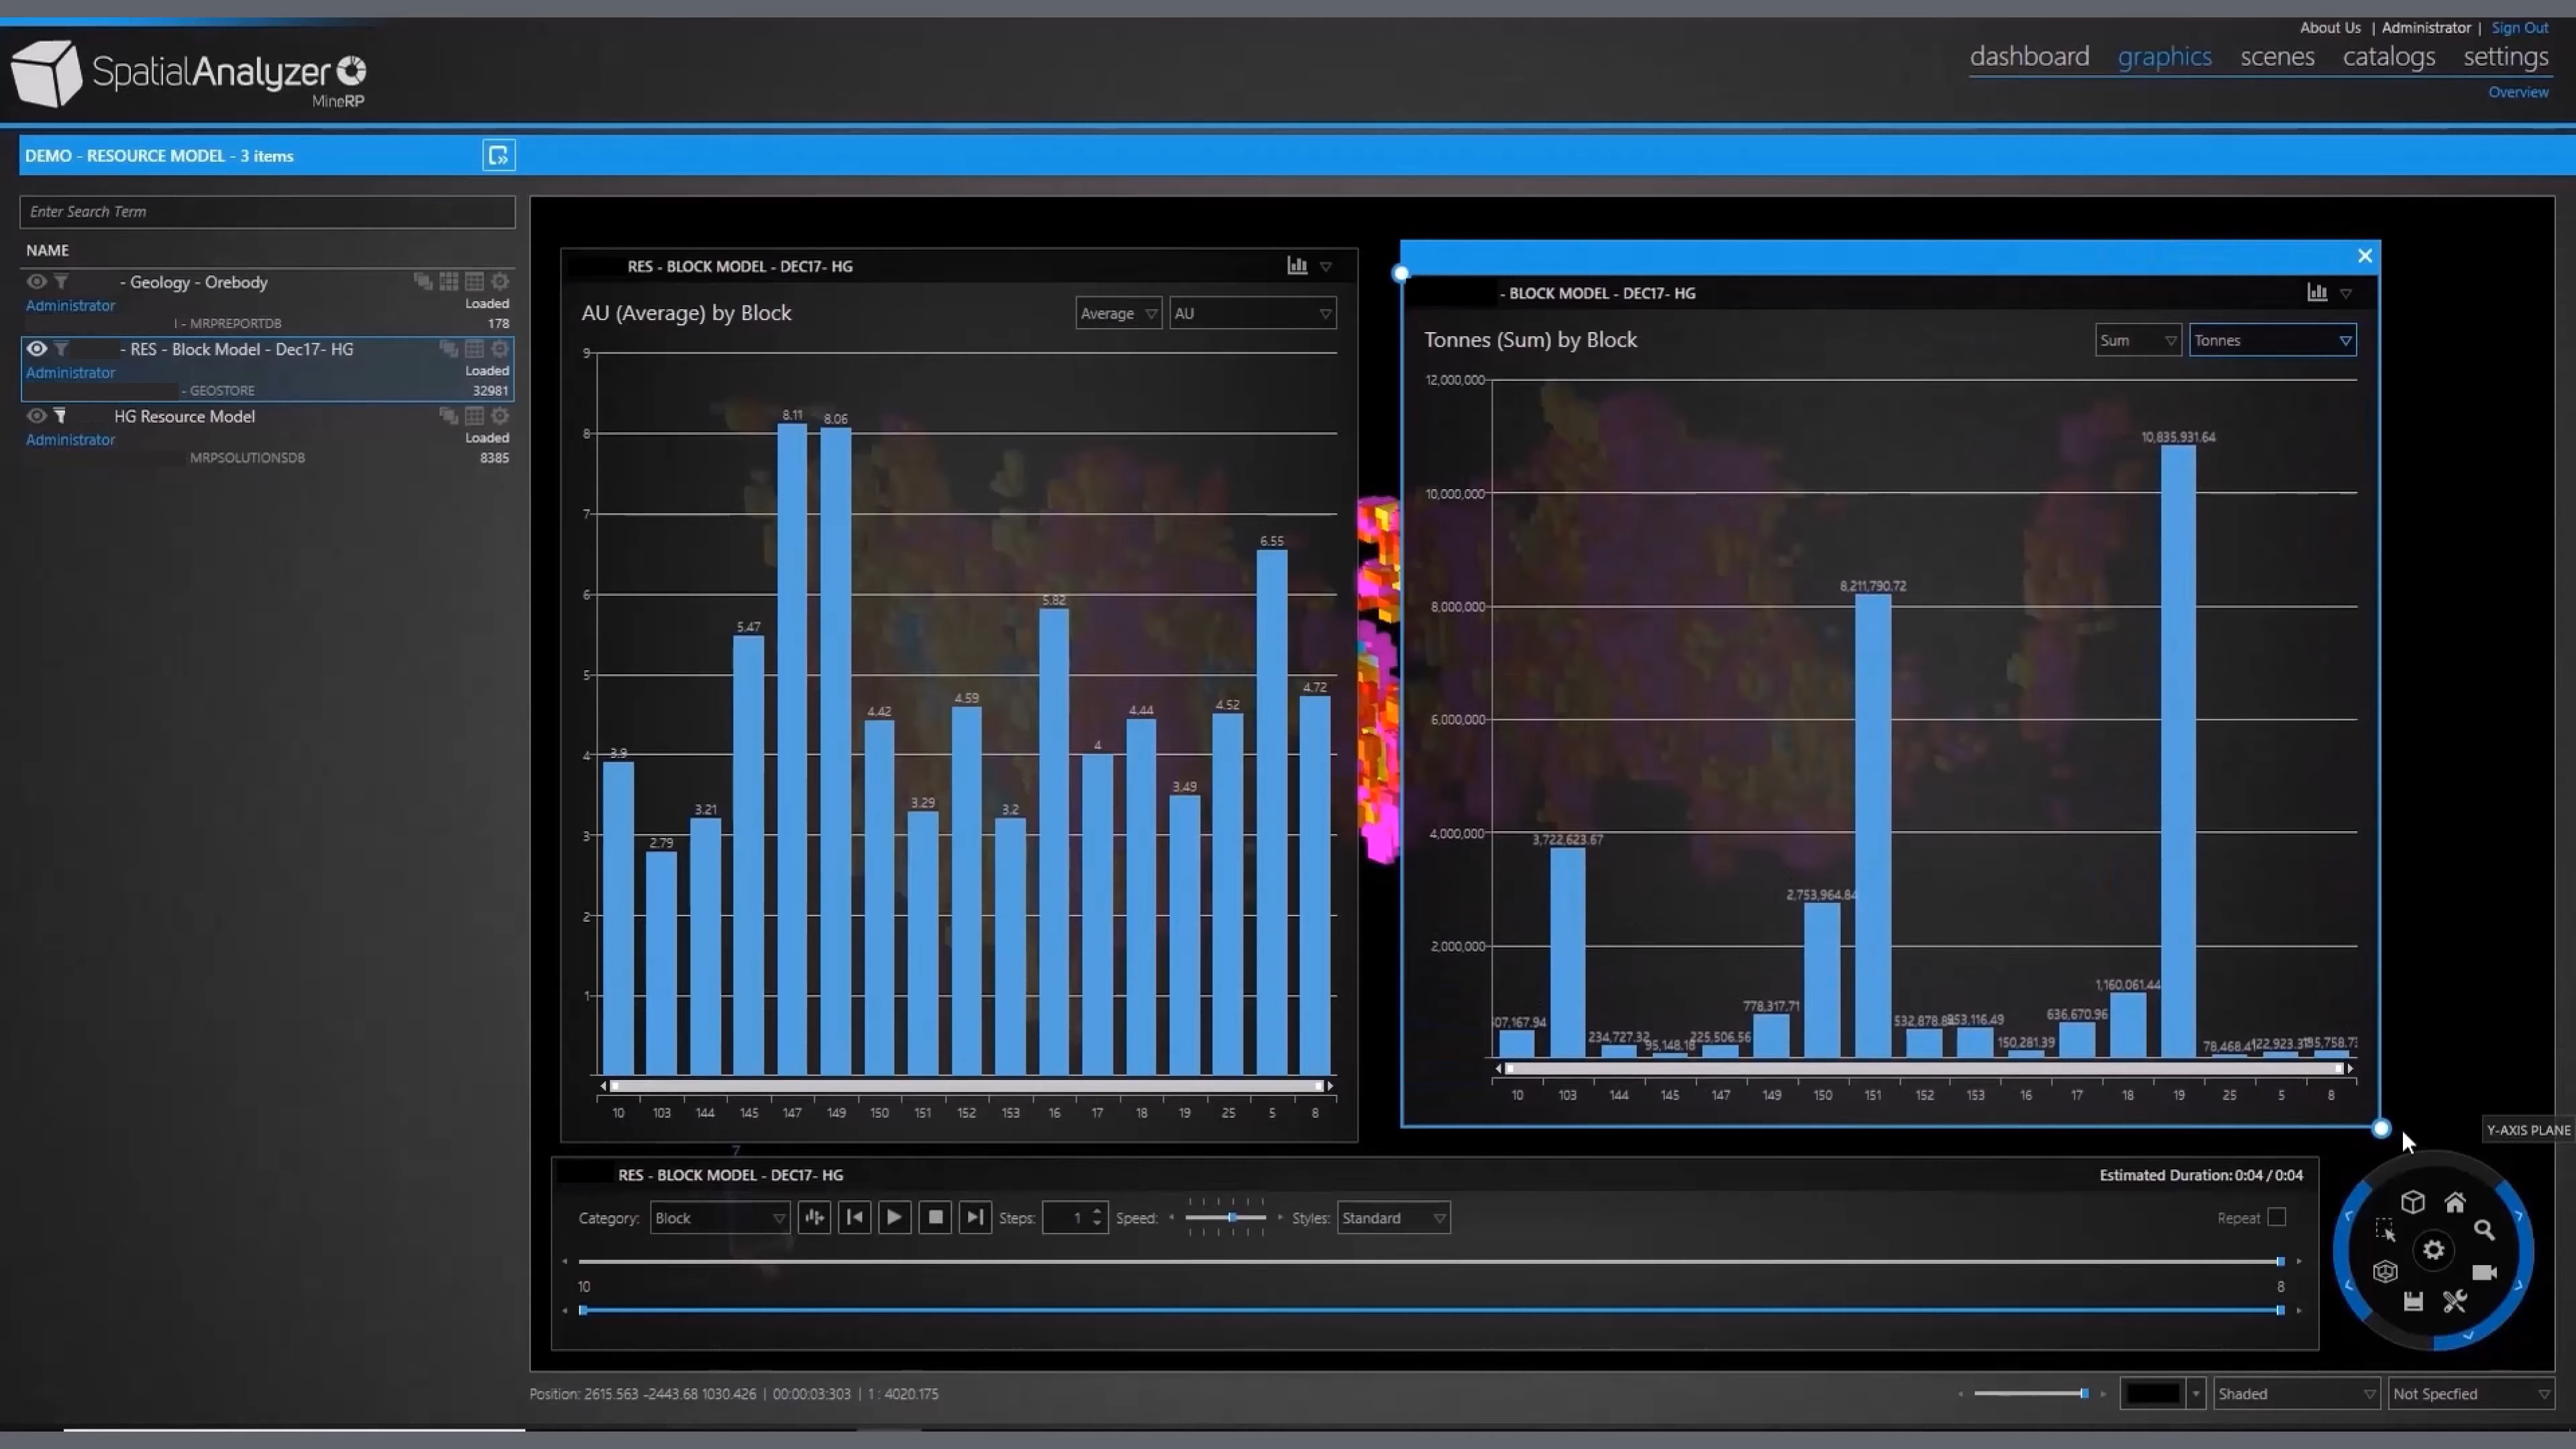 About Us | Administrator | Sign Out
SpatialAnalyzer
MineRP
dashboard graphics scenes catalogs settings
Overview
DEMO - RESOURCE MODEL - 3 items
Enter Search Term
NAME
- Geology - Orebody
Administrator Loaded
- MRPREPORTDB 178
- RES - Block Model - Dec17- HG
Administrator Loaded
- GEOSTORE 32981
HG Resource Model
Administrator Loaded
MRPSOLUTIONSDB 8385
RES - BLOCK MODEL - DEC17- HG
AU (Average) by Block Average AU
9
8
7
6
5
4
3
2
1
3.9 2.79 3.21 5.47 8.11 8.06 4.42 3.29 4.59 3.2 5.82 4 4.44 3.49 4.52 6.55 4.72
10 103 144 145 147 149 150 151 152 153 16 17 18 19 25 5 8
- BLOCK MODEL - DEC17- HG
Tonnes (Sum) by Block Sum Tonnes
12,000,000
10,000,000
8,000,000
6,000,000
4,000,000
2,000,000
07,167.94 3,722,623.67 234,727.32 95,148.18 225,506.56 778,317.71 2,753,964.84 8,211,790.72 150,281.39 636,670.96 1,160,061.44 10,835,931.64
10 103 144 145 147 149 150 151 152 153 16 17 18 19 25 5 8
Y-AXIS PLANE
7
RES - BLOCK MODEL - DEC17- HG Estimated Duration: 0:04 / 0:04
Category: Block Steps: 1 Speed: Styles: Standard Repeat
10 8
Position: 2615.563 -2443.68 1030.426 | 00:00:03:303 | 1 : 4020.175
Shaded Not Specfied